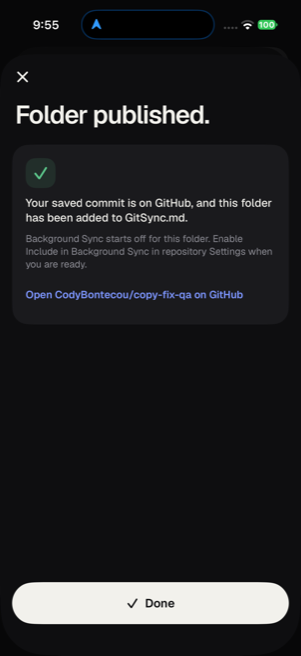 9:55
100
Folder published.
Your saved commit is on GitHub, and this folder
has been added to GitSync.md.
Background Sync starts off for this folder. Enable
Include in Background Sync in repository Settings when
you are ready.
Open CodyBontecou/copy-fix-qa on GitHub
Done